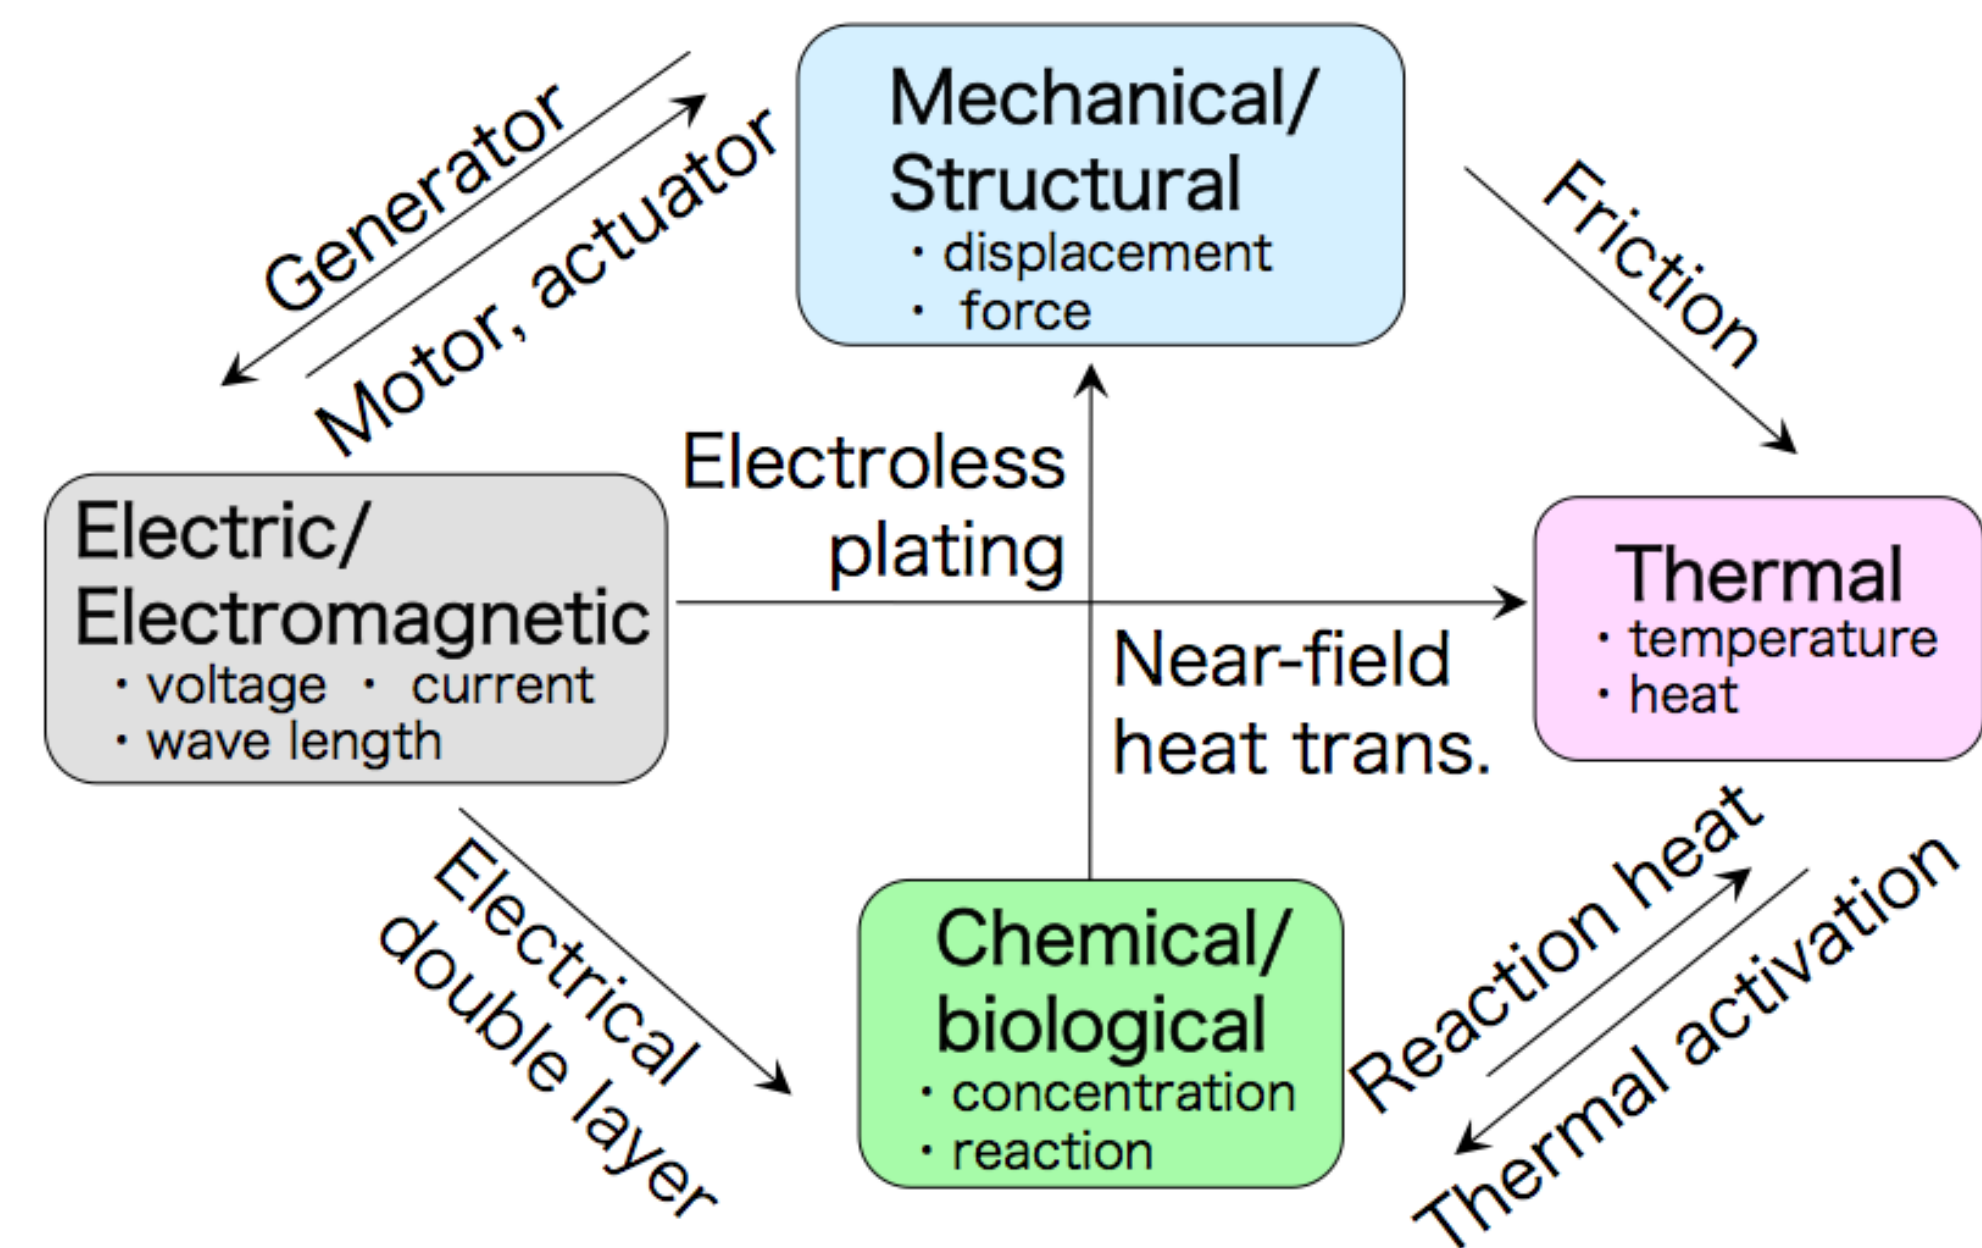 Mechanical/
Structural
・displacement
・ force
Generator
Motor, actuator
Friction
Electroless
plating
Electric/
Electromagnetic
・voltage ・ current
・wave length
Thermal
・temperature
・heat
Near-field
heat trans.
Electrical
double layer
Chemical/
biological
・concentration
・reaction
Reaction heat
Thermal activation